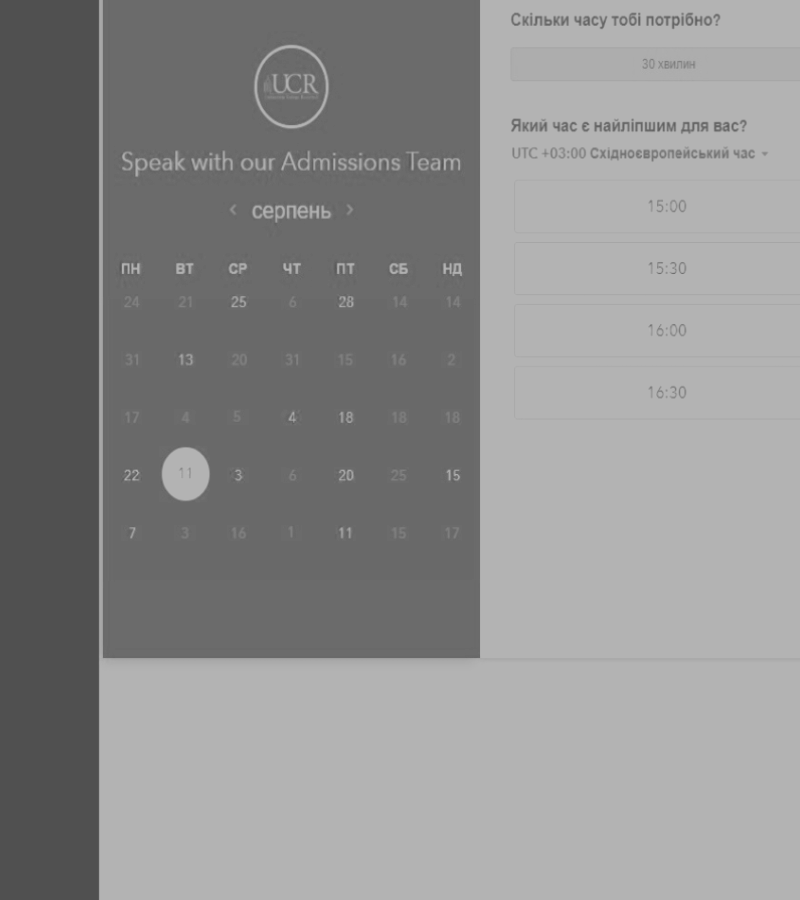 UCR
Speak with our Admissions Team
серпень
ПН ВТ СР ЧТ ПТ СБ НД
24 21 25 6 28 14 14
31 13 20 31 15 16 2
17 4 5 4 18 18 18
22 11 3 6 20 25 15
7 3 16 1 11 15 17
Скільки часу тобі потрібно?
30 хвилин
Який час є найліпшим для вас?
UTC +03:00 Східноєвропейський час
15:00
15:30
16:00
16:30